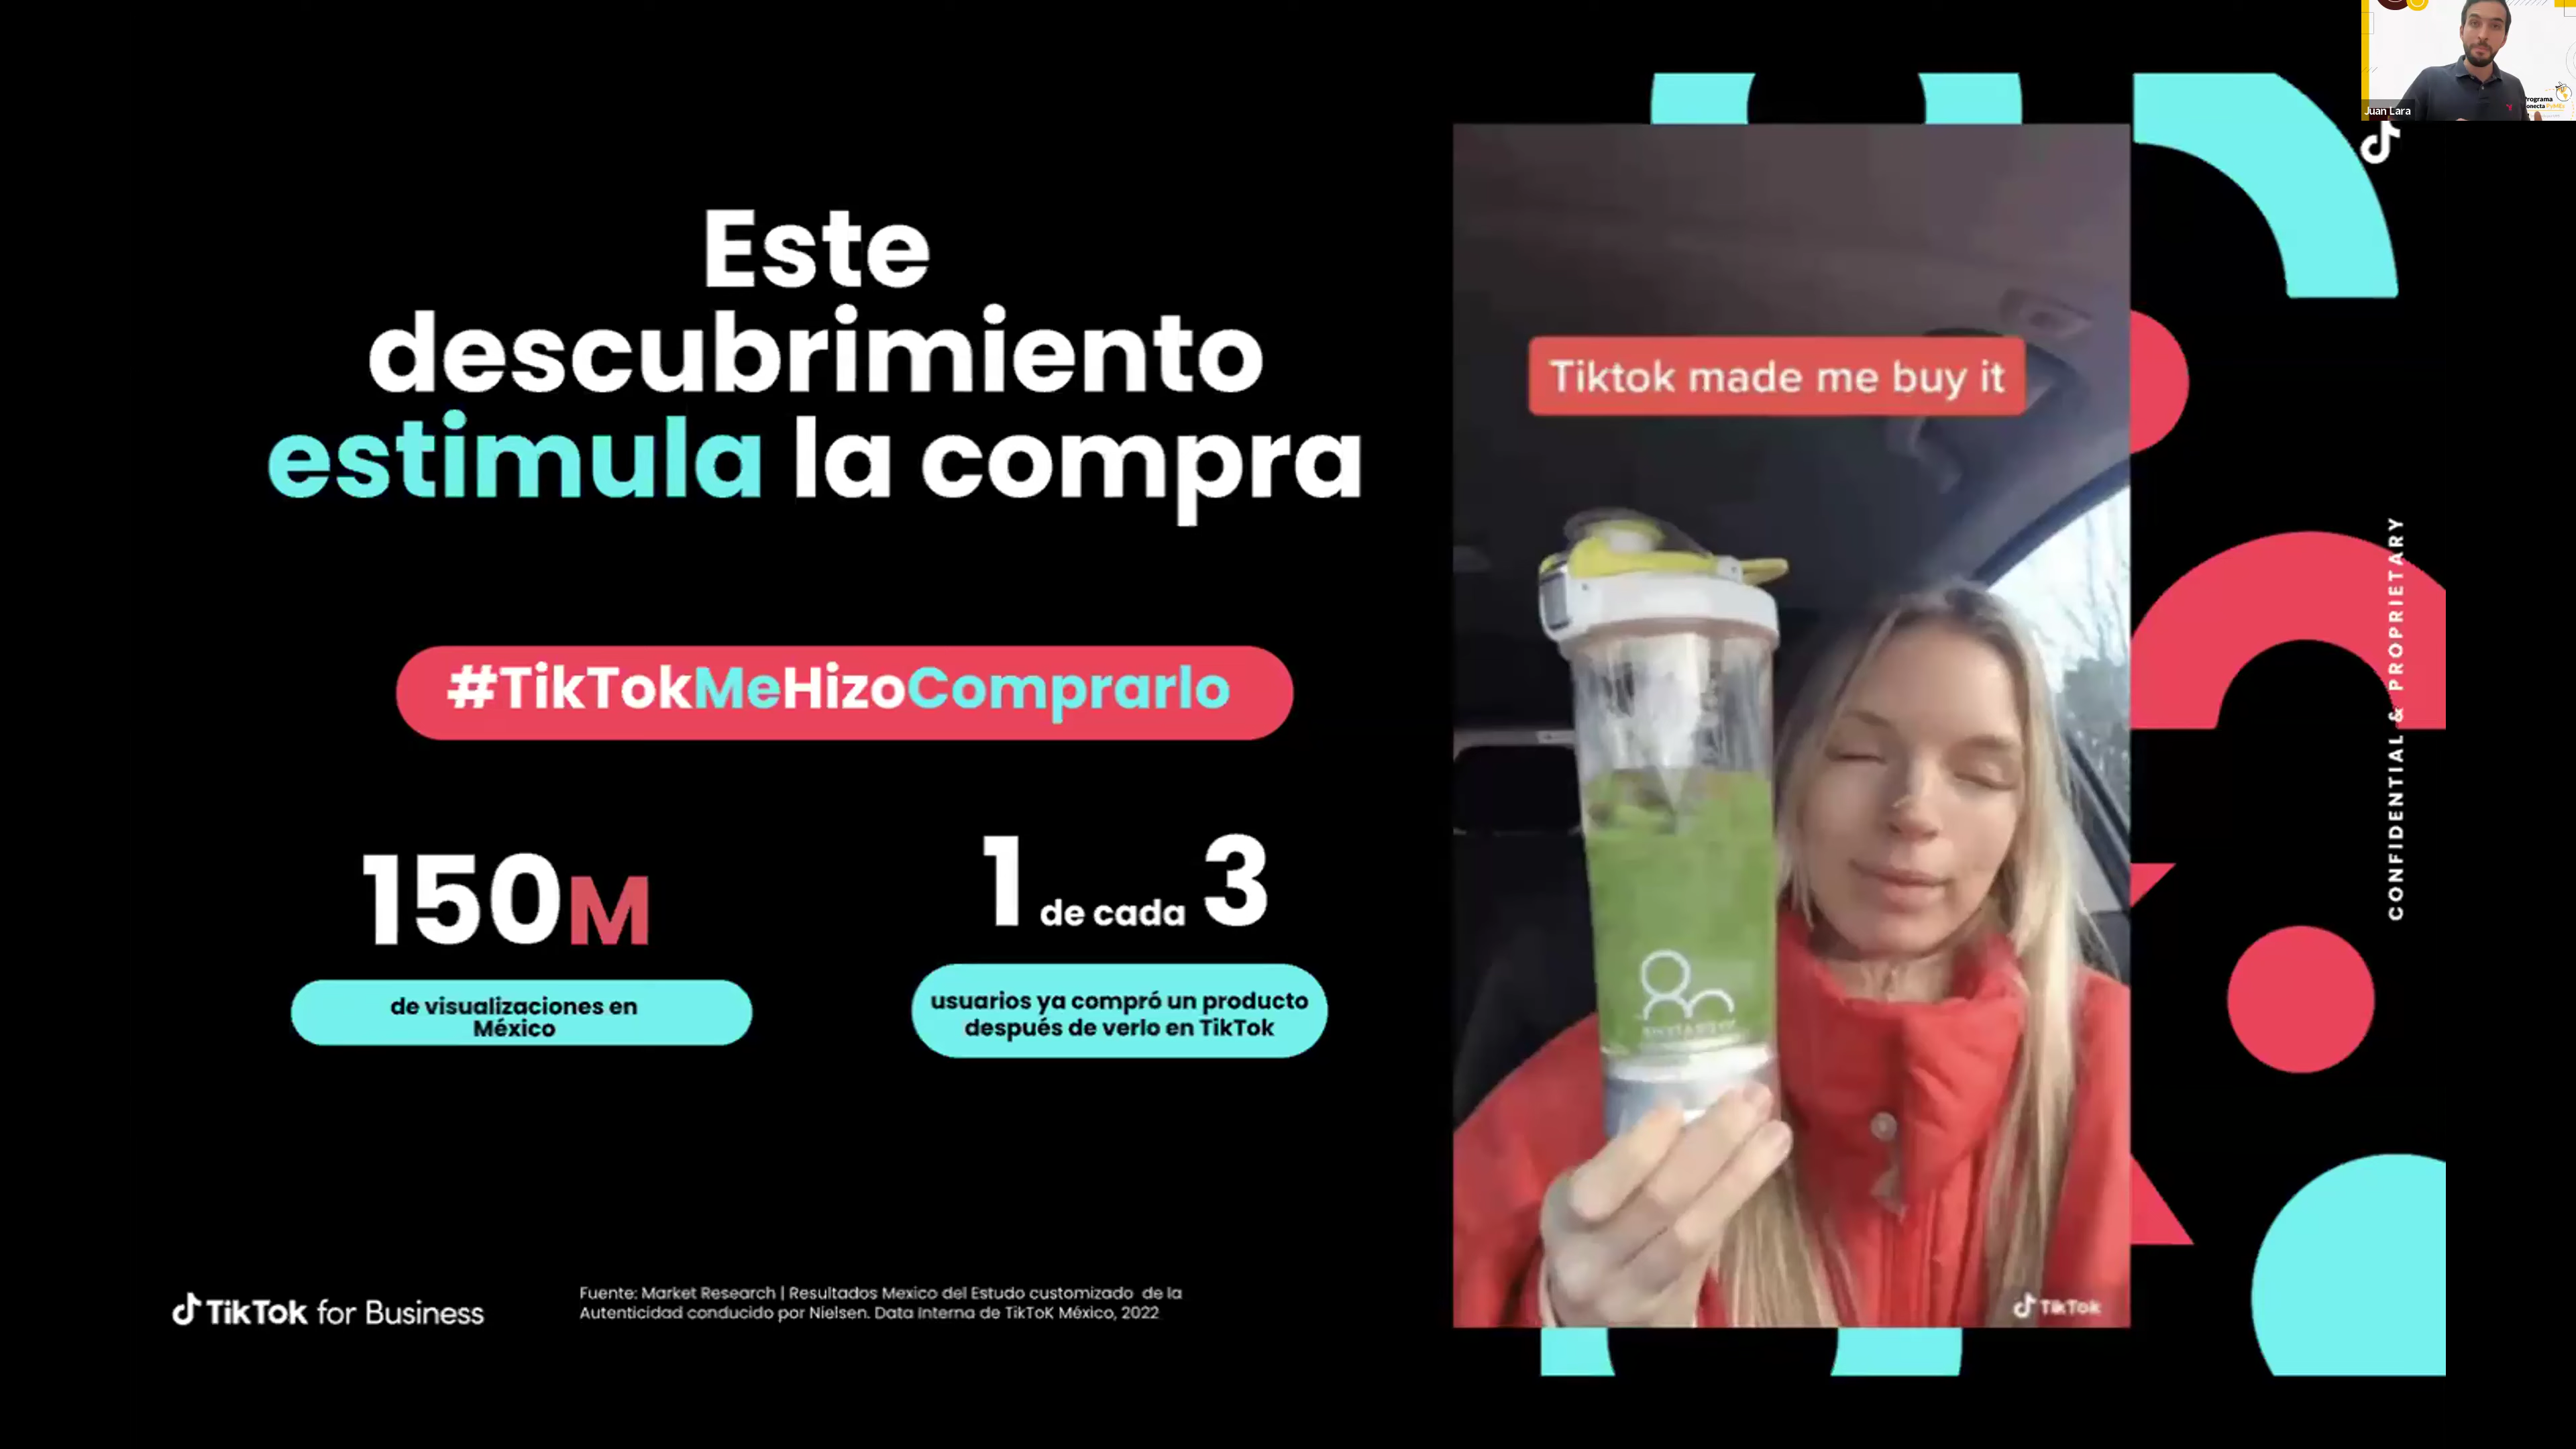 Este
descubrimiento
estimula la compra
#TikTokMeHizoComprarlo
150M
de visualizaciones en
México
1 de cada 3
usuarios ya compró un producto
después de verlo en TikTok
TikTok for Business
Fuente: Market Research | Resultados Mexico del Estudio customizado de la
Autenticidad conducido por Nielsen. Data Interna de TikToK México, 2022
Tiktok made me buy it
TikTok
CONFIDENTIAL & PROPRIETARY
Juan Lara
Programa